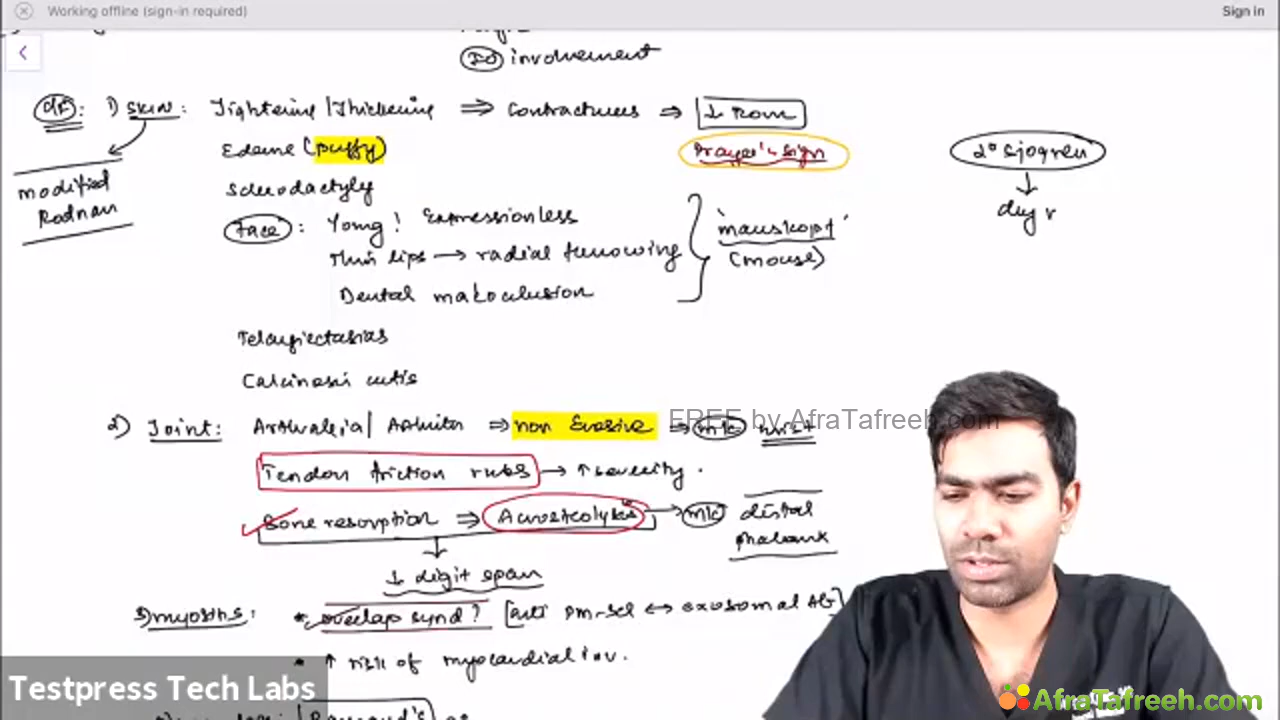 Working offline (sign-in required)
Sign in
involvement
C/F: 1) Skin: Tightening/Thickening ⇒ Contractures ⇒ ↓ ROM
Edema (Puffy)
Prayer's sign
2° Sjogren
modified Rodnan
Sclerodactyly
dry
Face: Young! Expressionless
Thin lips → radial furrowing
Dental malocclusion
'mauskopf'
(mouse)
Telangiectasias
Calcinosis cutis
2) Joint: Arthralgia/Arthritis ⇒ non Erosive ⇒ m/c wrist
FREE by AfraTafreeh.com
Tendon friction rubs → ↑ severity.
Bone resorption ⇒ Acroosteolysis → m/c distal phalanx
↓ digit span
3) myositis: * overlap synd? [anti PM-Scl ↔ exosomal Ab]
* ↑ risk of myocardial inv.
Testpress Tech Labs
Raynaud's
AfraTafreeh.com